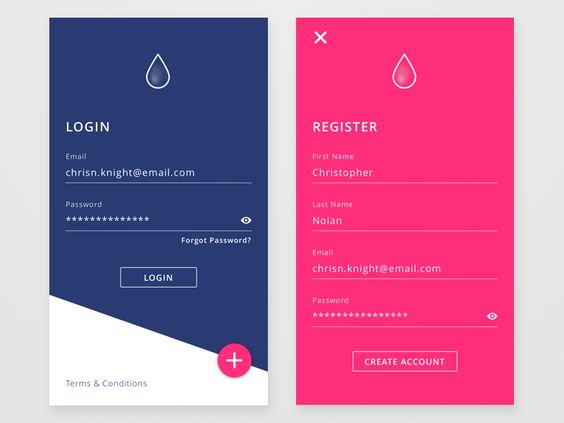 LOGIN
Email
chrisn.knight@email.com
Password
**************
Forgot Password?
LOGIN
Terms & Conditions
REGISTER
First Name
Christopher
Last Name
Nolan
Email
chrisn.knight@email.com
Password
****************
CREATE ACCOUNT